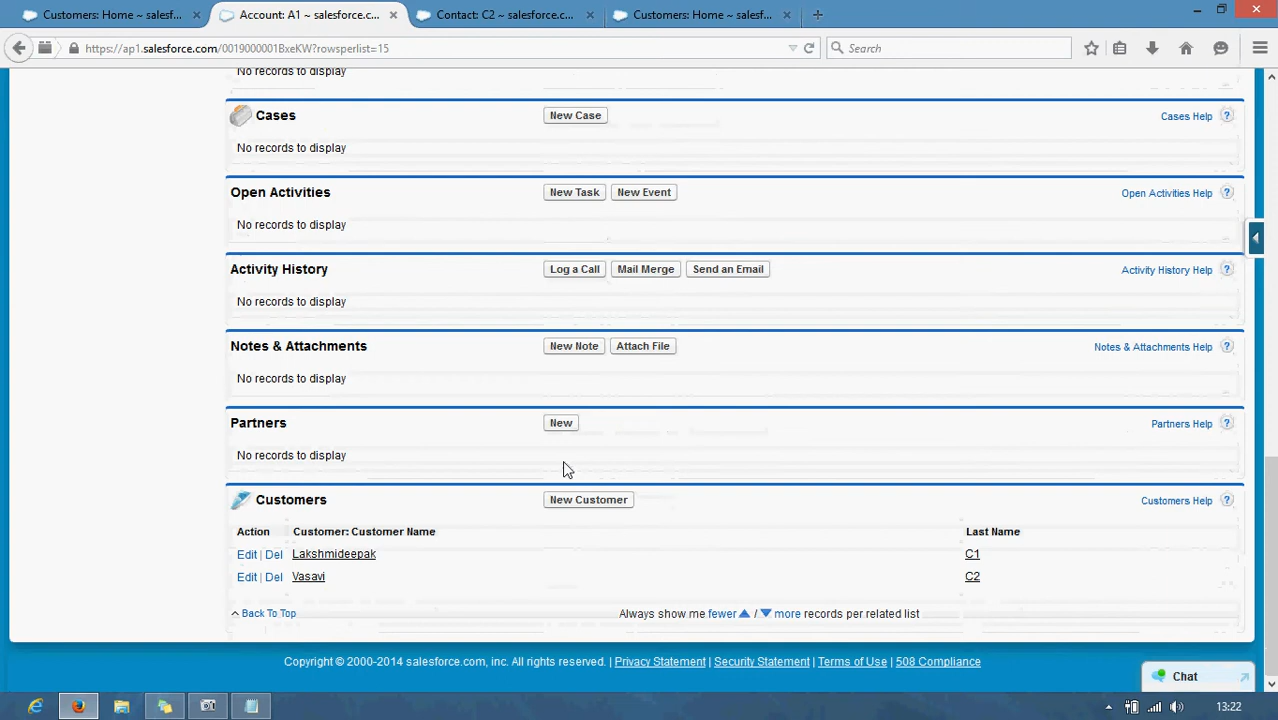 Customers: Home ~ salesforce....
Account: A1 ~ salesforce.c...
Contact: C2 ~ salesforce.c...
Customers: Home ~ salesforce....
https://ap1.salesforce.com/0019000001BxeKW?rowsperlist=15
Search
No records to display
Cases
New Case
Cases Help ?
No records to display
Open Activities
New Task New Event
Open Activities Help ?
No records to display
Activity History
Log a Call Mail Merge Send an Email
Activity History Help ?
No records to display
Notes & Attachments
New Note Attach File
Notes & Attachments Help ?
No records to display
Partners
New
Partners Help ?
No records to display
Customers
New Customer
Customers Help ?
Action Customer: Customer Name Last Name
Edit | Del Lakshmideepak C1
Edit | Del Vasavi C2
Back To Top Always show me fewer / more records per related list
Copyright © 2000-2014 salesforce.com, inc. All rights reserved. | Privacy Statement | Security Statement | Terms of Use | 508 Compliance
Chat
13:22